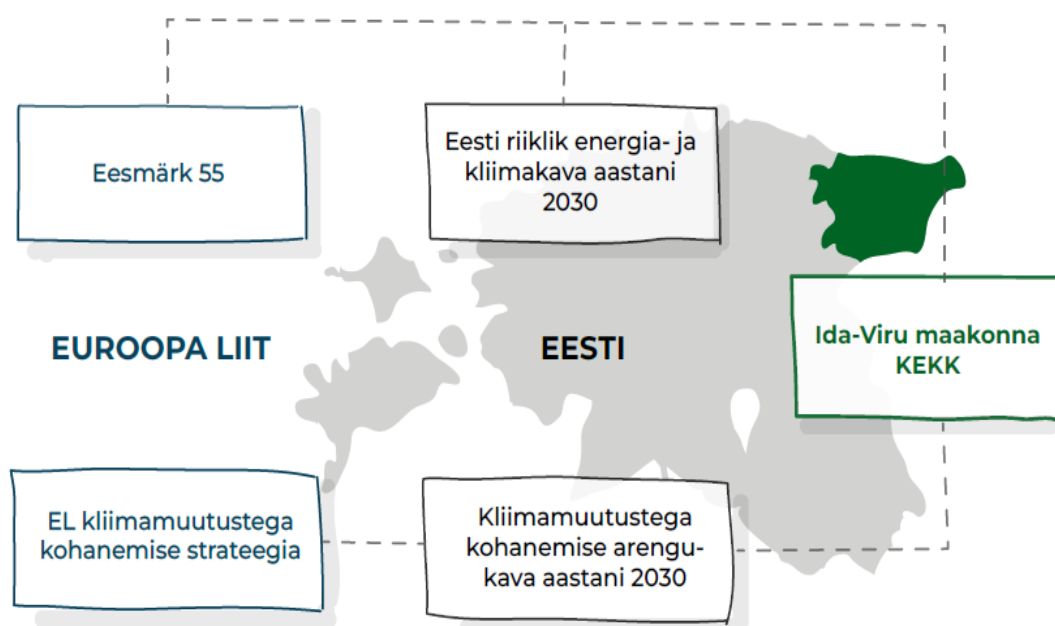 Eesmärk 55
Eesti riiklik energia- ja
kliimakava aastani
2030
EUROOPA LIIT
EESTI
Ida-Viru maakonna
KEKK
EL kliimamuutustega
kohanemise strateegia
Kliimamuutustega
kohanemise arengu-
kava aastani 2030